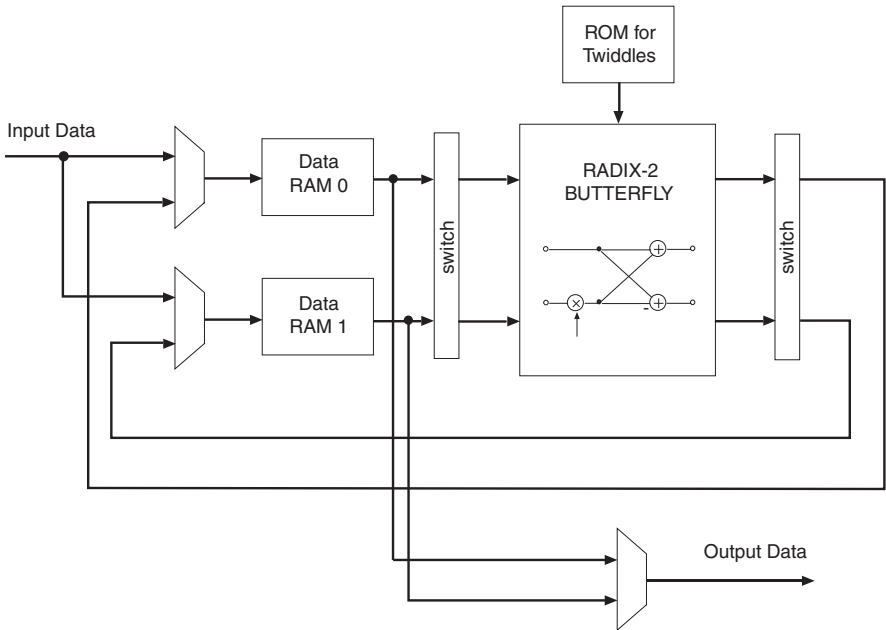 ROM for
Twiddles
Input Data
Data
RAM 0
switch
RADIX-2
BUTTERFLY
switch
Data
RAM 1
Output Data